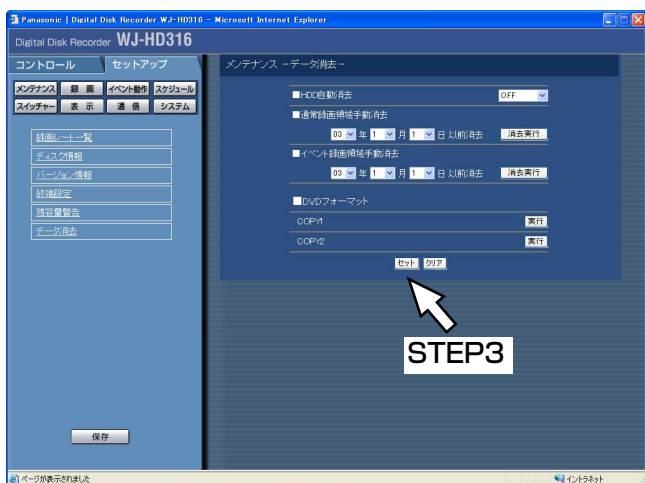 Panasonic | Digital Disk Recorder WJ-HD316 - Microsoft Internet Explorer
Digital Disk Recorder WJ-HD316
コントロール セットアップ
メンテナンス －データ消去－
メンテナンス 録 画 イベント動作 スケジュール
スイッチャー 表 示 通 信 システム
録画レート一覧
ディスク情報
バージョン情報
終端設定
残容量警告
データ消去
■HDD自動消去 OFF
■通常録画領域手動消去
03 年 1 月 1 日 以前消去 消去実行
■イベント録画領域手動消去
03 年 1 月 1 日 以前消去 消去実行
■DVDフォーマット
COPY1 実行
COPY2 実行
セット クリア
STEP3
保存
ページが表示されました イントラネット